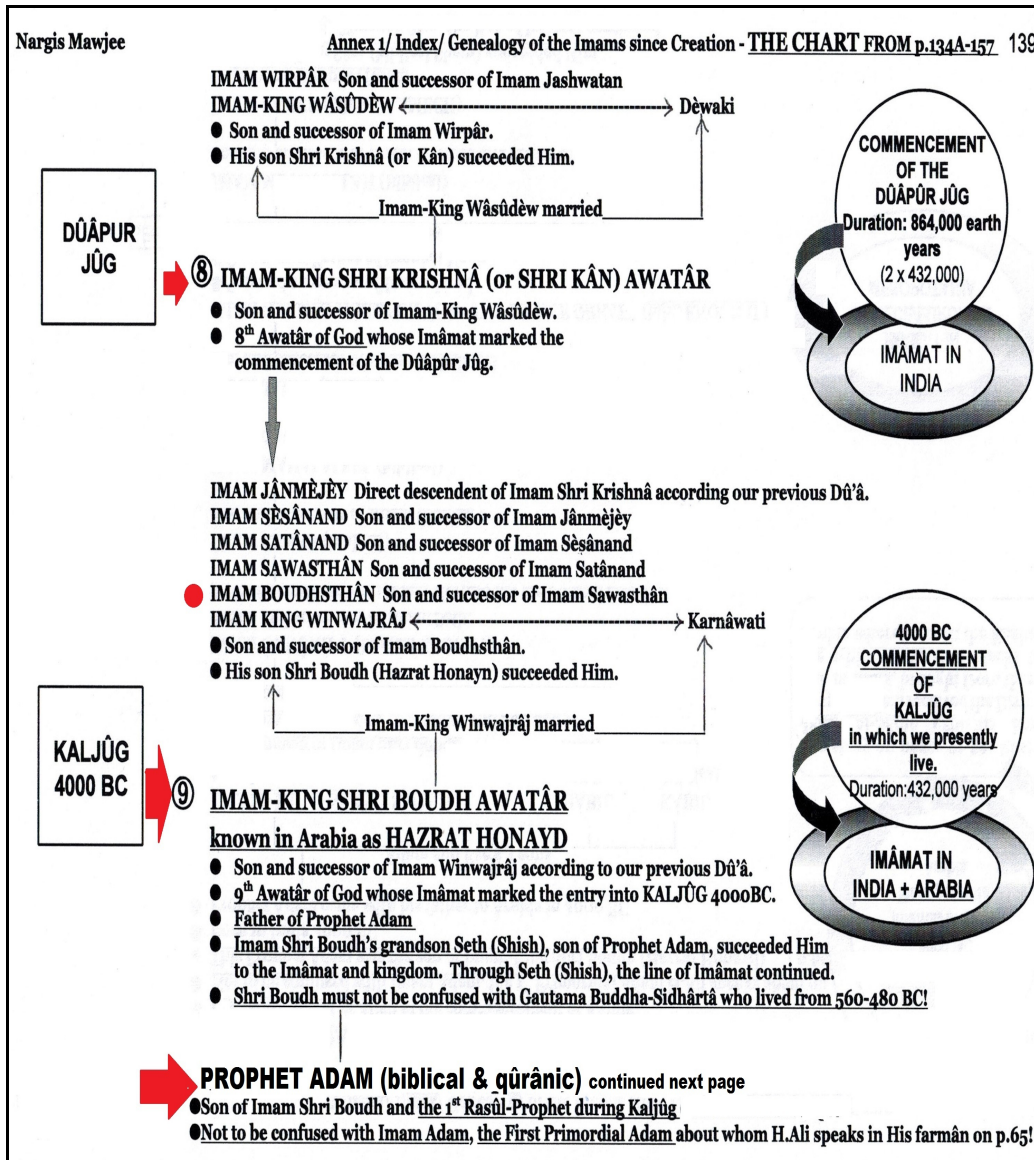 Nargis Mawjee
Annex 1/ Index/ Genealogy of the Imams since Creation - THE CHART FROM p.134A-157 139
IMAM WIRPÂR Son and successor of Imam Jashwatan
IMAM-KING WÂSÛDÈW Dèwaki
● Son and successor of Imam Wirpâr.
● His son Shri Krishnâ (or Kân) succeeded Him.
Imam-King Wâsûdèw married
DÛÂPUR
JÛG
COMMENCEMENT
OF THE
DÛÂPÛR JÛG
Duration: 864,000 earth
years
(2 x 432,000)
IMÂMAT IN
INDIA
⑧ IMAM-KING SHRI KRISHNÂ (or SHRI KÂN) AWATÂR
● Son and successor of Imam-King Wâsûdèw.
● 8th Awatâr of God whose Imâmat marked the
commencement of the Dûâpûr Jûg.
IMAM JÂNMÈJÈY Direct descendent of Imam Shri Krishnâ according our previous Dû'â.
IMAM SÈSÂNAND Son and successor of Imam Jânmèjèy
IMAM SATÂNAND Son and successor of Imam Sèsânand
IMAM SAWASTHÂN Son and successor of Imam Satânand
IMAM BOUDHSTHÂN Son and successor of Imam Sawasthân
IMAM KING WINWAJRÂJ Karnâwati
● Son and successor of Imam Boudhsthân.
● His son Shri Boudh (Hazrat Honayn) succeeded Him.
Imam-King Winwajrâj married
KALJÛG
4000 BC
4000 BC
COMMENCEMENT
OF
KALJÛG
in which we presently
live.
Duration:432,000 years
IMÂMAT IN
INDIA + ARABIA
⑨ IMAM-KING SHRI BOUDH AWATÂR
known in Arabia as HAZRAT HONAYD
● Son and successor of Imam Winwajrâj according to our previous Dû'â.
● 9th Awatâr of God whose Imâmat marked the entry into KALJÛG 4000BC.
● Father of Prophet Adam
● Imam Shri Boudh's grandson Seth (Shish), son of Prophet Adam, succeeded Him
to the Imâmat and kingdom. Through Seth (Shish), the line of Imâmat continued.
● Shri Boudh must not be confused with Gautama Buddha-Sidhârtâ who lived from 560-480 BC!
PROPHET ADAM (biblical & qûrânic) continued next page
●Son of Imam Shri Boudh and the 1st Rasûl-Prophet during Kaljûg
●Not to be confused with Imam Adam, the First Primordial Adam about whom H.Ali speaks in His farmân on p.65!